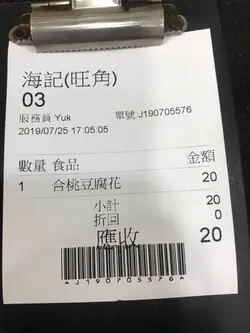 海記(旺角)
03
服務員:Yuk 單號:J190705576
2019/07/25 17:05:05
數量 食品 金額
1 合桃豆腐花 20
小計 20
折回 0
應收 20
*J190705576*